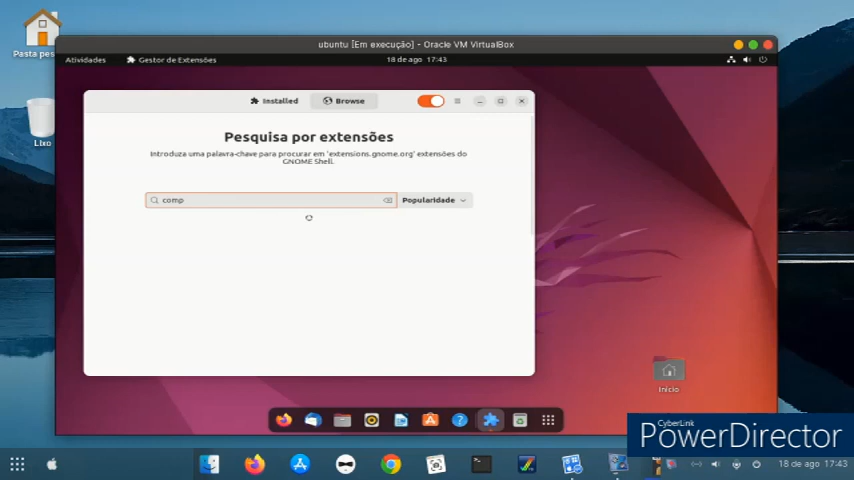 Pasta pes
Lixo
ubuntu [Em execução] - Oracle VM VirtualBox
Atividades
Gestor de Extensões
18 de ago 17:43
Installed
Browse
Pesquisa por extensões
Introduza uma palavra-chave para procurar em 'extensions.gnome.org' extensões do
GNOME Shell.
comp
Popularidade
Início
CyberLink
PowerDirector
18 de ago 17:43